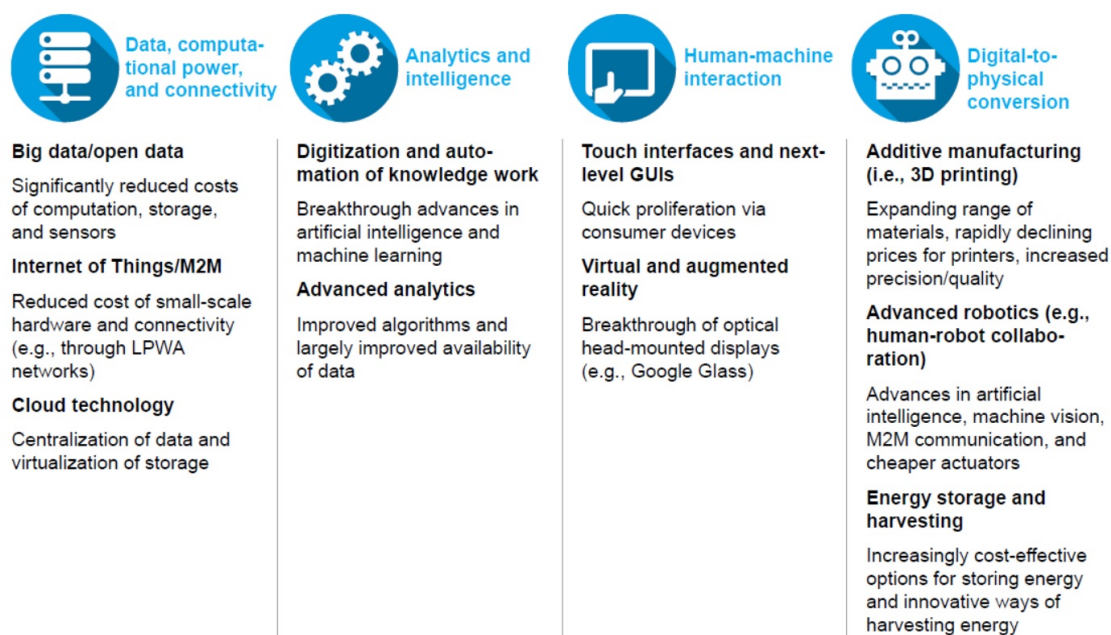 Data, computa-
tional power,
and connectivity
Big data/open data
Significantly reduced costs
of computation, storage,
and sensors
Internet of Things/M2M
Reduced cost of small-scale
hardware and connectivity
(e.g., through LPWA
networks)
Cloud technology
Centralization of data and
virtualization of storage
Analytics and
intelligence
Digitization and auto-
mation of knowledge work
Breakthrough advances in
artificial intelligence and
machine learning
Advanced analytics
Improved algorithms and
largely improved availability
of data
Human-machine
interaction
Touch interfaces and next-
level GUIs
Quick proliferation via
consumer devices
Virtual and augmented
reality
Breakthrough of optical
head-mounted displays
(e.g., Google Glass)
Digital-to-
physical
conversion
Additive manufacturing
(i.e., 3D printing)
Expanding range of
materials, rapidly declining
prices for printers, increased
precision/quality
Advanced robotics (e.g.,
human-robot collabo-
ration)
Advances in artificial
intelligence, machine vision,
M2M communication, and
cheaper actuators
Energy storage and
harvesting
Increasingly cost-effective
options for storing energy
and innovative ways of
harvesting energy